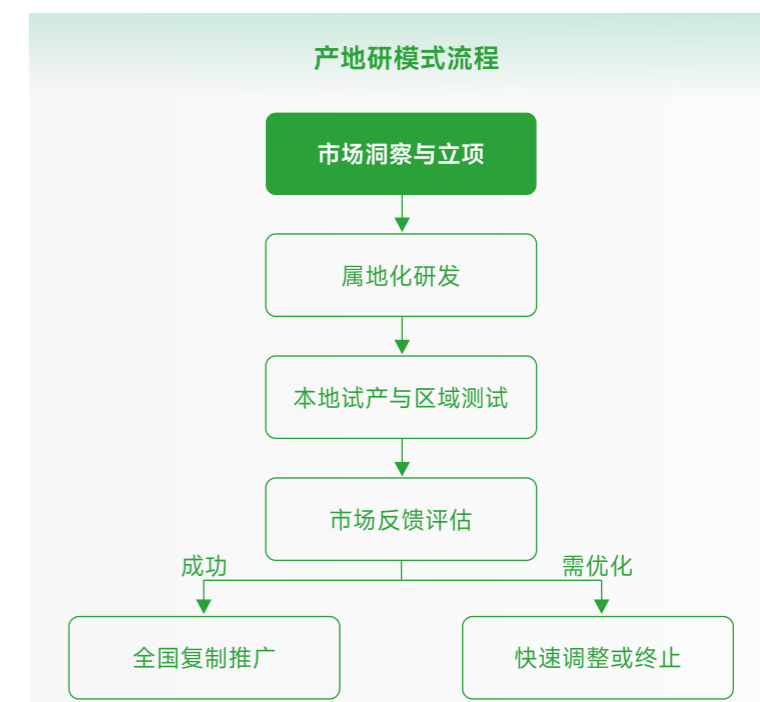 产地研模式流程
市场洞察与立项
属地化研发
本地试产与区域测试
市场反馈评估
成功
需优化
全国复制推广
快速调整或终止